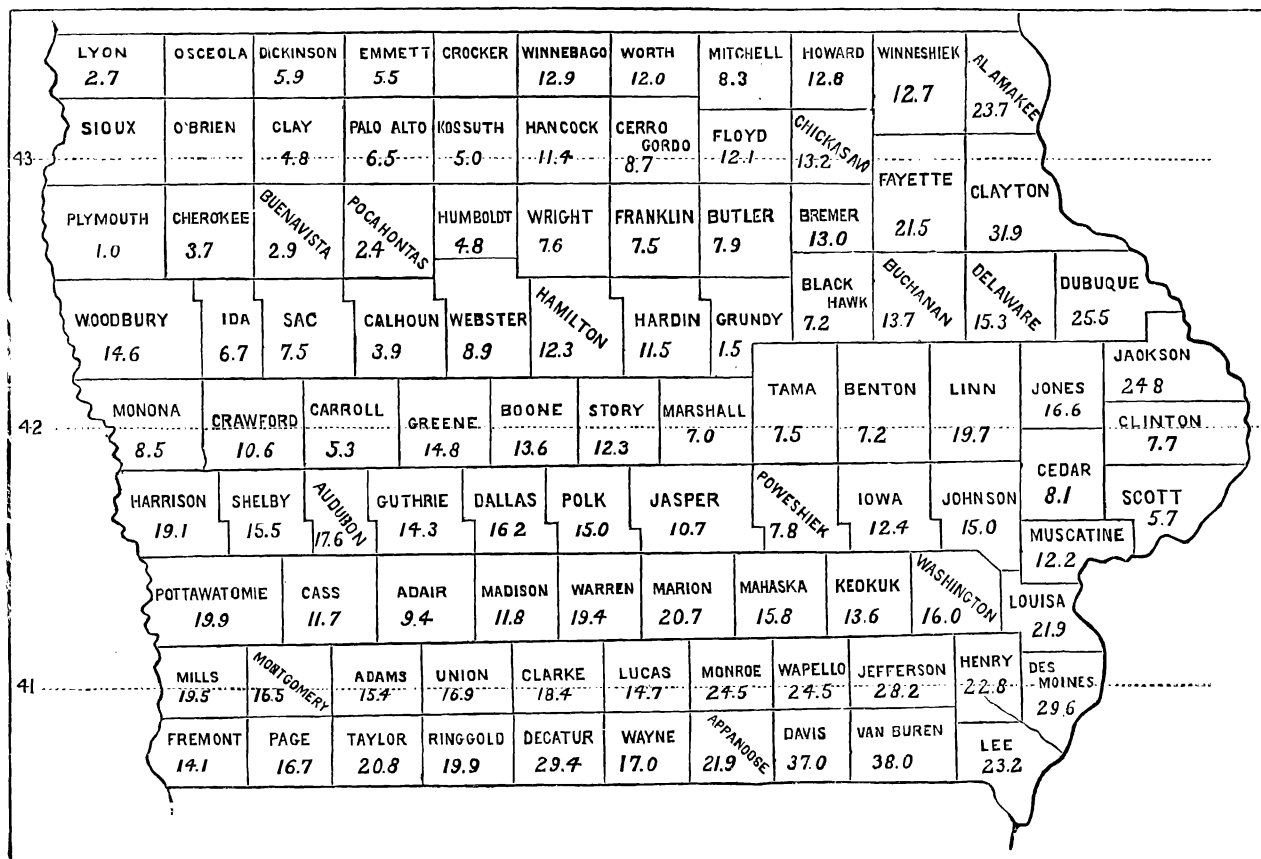 LYON
2.7
OSCEOLA
DICKINSON
5.9
EMMETT
5.5
CROCKER
WINNEBAGO
12.9
WORTH
12.0
MITCHELL
8.3
HOWARD
12.8
WINNESHIEK
12.7
ALAMAKEE
23.7
43
SIOUX
O'BRIEN
CLAY
4.8
PALO ALTO
6.5
KOSSUTH
5.0
HANCOCK
11.4
CERRO
GORDO
8.7
FLOYD
12.1
CHICKASAW
13.2
FAYETTE
21.5
CLAYTON
31.9
PLYMOUTH
1.0
CHEROKEE
3.7
BUENAVISTA
2.9
POCAHONTAS
2.4
HUMBOLDT
4.8
WRIGHT
7.6
FRANKLIN
7.5
BUTLER
7.9
BREMER
13.0
BLACK
HAWK
7.2
BUCHANAN
13.7
DELAWARE
15.3
DUBUQUE
25.5
WOODBURY
14.6
IDA
6.7
SAC
7.5
CALHOUN
3.9
WEBSTER
8.9
HAMILTON
12.3
HARDIN
11.5
GRUNDY
1.5
JAOKSON
24 8
42
MONONA
8.5
CRAWFORD
10.6
CARROLL
5.3
GREENE
14.8
BOONE
13.6
STORY
12.3
MARSHALL
7.0
TAMA
7.5
BENTON
7.2
LINN
19.7
JONES
16.6
CLINTON
7.7
HARRISON
19.1
SHELBY
15.5
AUDUBON
17.6
GUTHRIE
14.3
DALLAS
16 2
POLK
15.0
JASPER
10.7
POWESHIEK
7.8
IOWA
12.4
JOHNSON
15.0
CEDAR
8.1
SCOTT
5.7
MUSCATINE
12.2
POTTAWATOMIE
19.9
CASS
11.7
ADAIR
9.4
MADISON
11.8
WARREN
19.4
MARION
20.7
MAHASKA
15.8
KEOKUK
13.6
WASHINGTON
16.0
LOUISA
21.9
41
MILLS
19.5
MONTGOMERY
16.5
ADAMS
15.4
UNION
16.9
CLARKE
18.4
LUCAS
14.7
MONROE
24.5
WAPELLO
24.5
JEFFERSON
28.2
HENRY
22.8
DES
MOINES
29.6
FREMONT
14.1
PAGE
16.7
TAYLOR
20.8
RINGGOLD
19.9
DECATUR
29.4
WAYNE
17.0
APPANOOSE
21.9
DAVIS
37.0
VAN BUREN
38.0
LEE
23.2